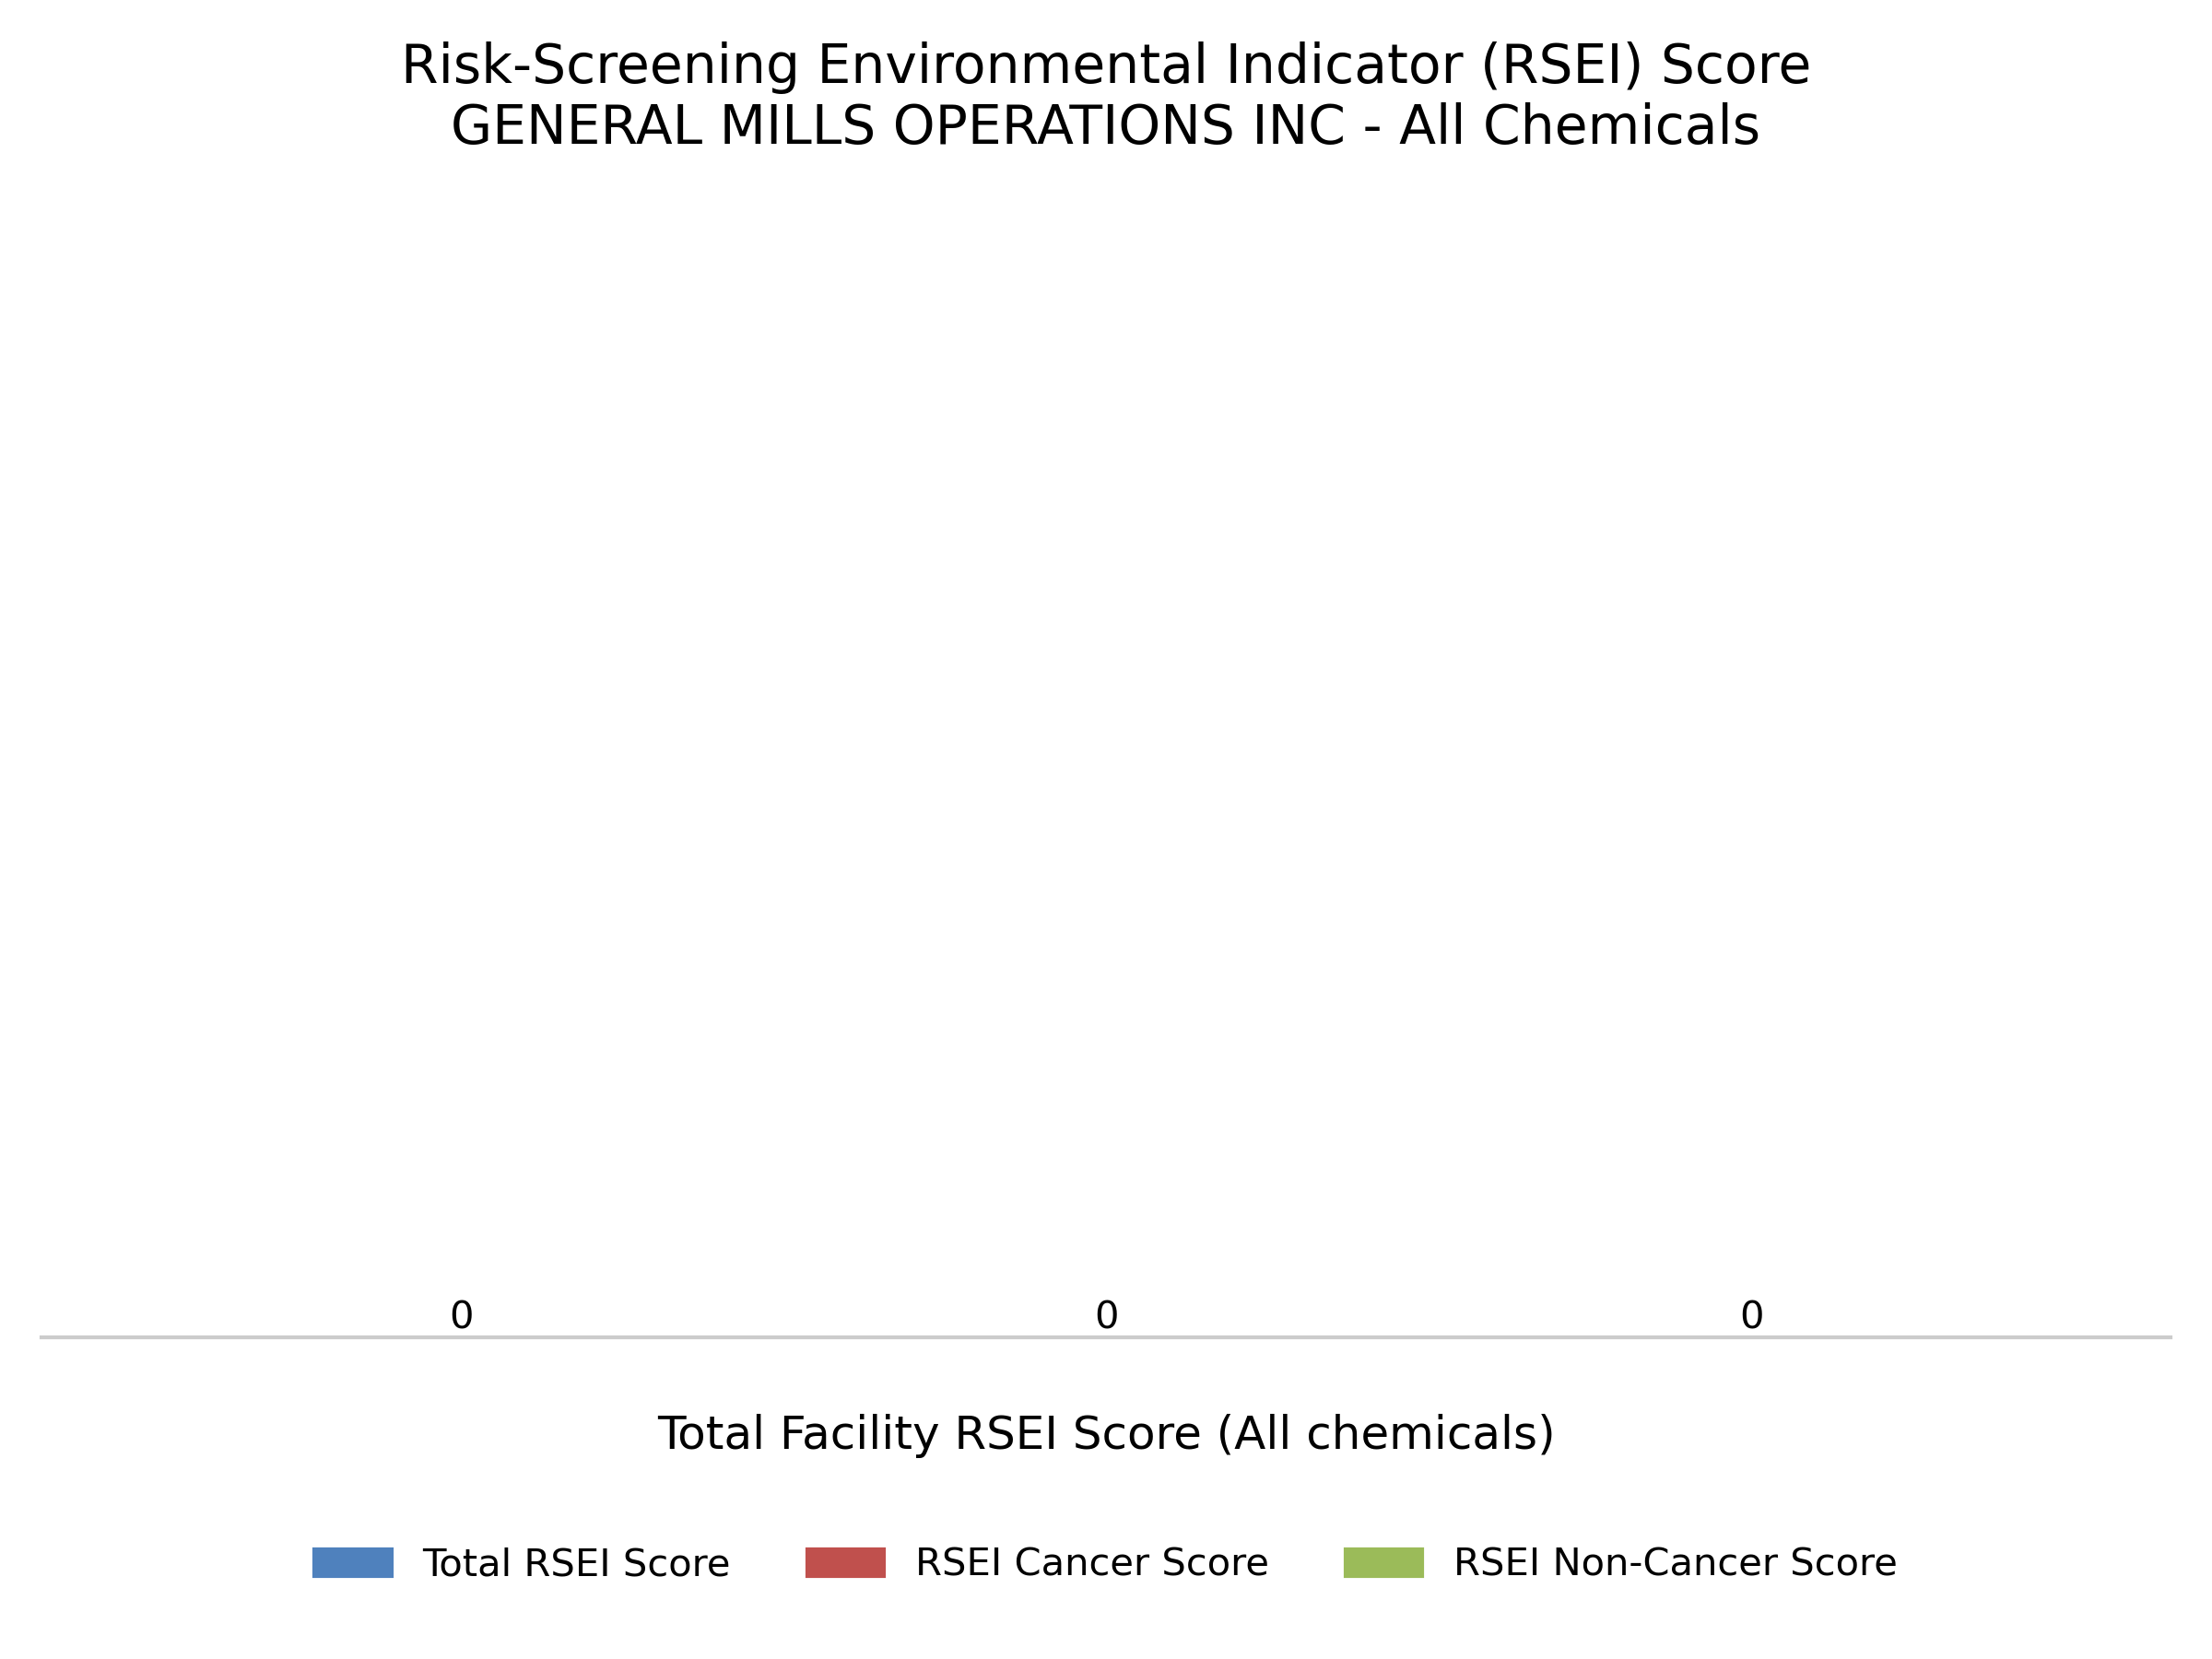 Risk-Screening Environmental Indicator (RSEI) Score
GENERAL MILLS OPERATIONS INC - All Chemicals
0 0 0
Total Facility RSEI Score (All chemicals)
Total RSEI Score RSEI Cancer Score RSEI Non-Cancer Score